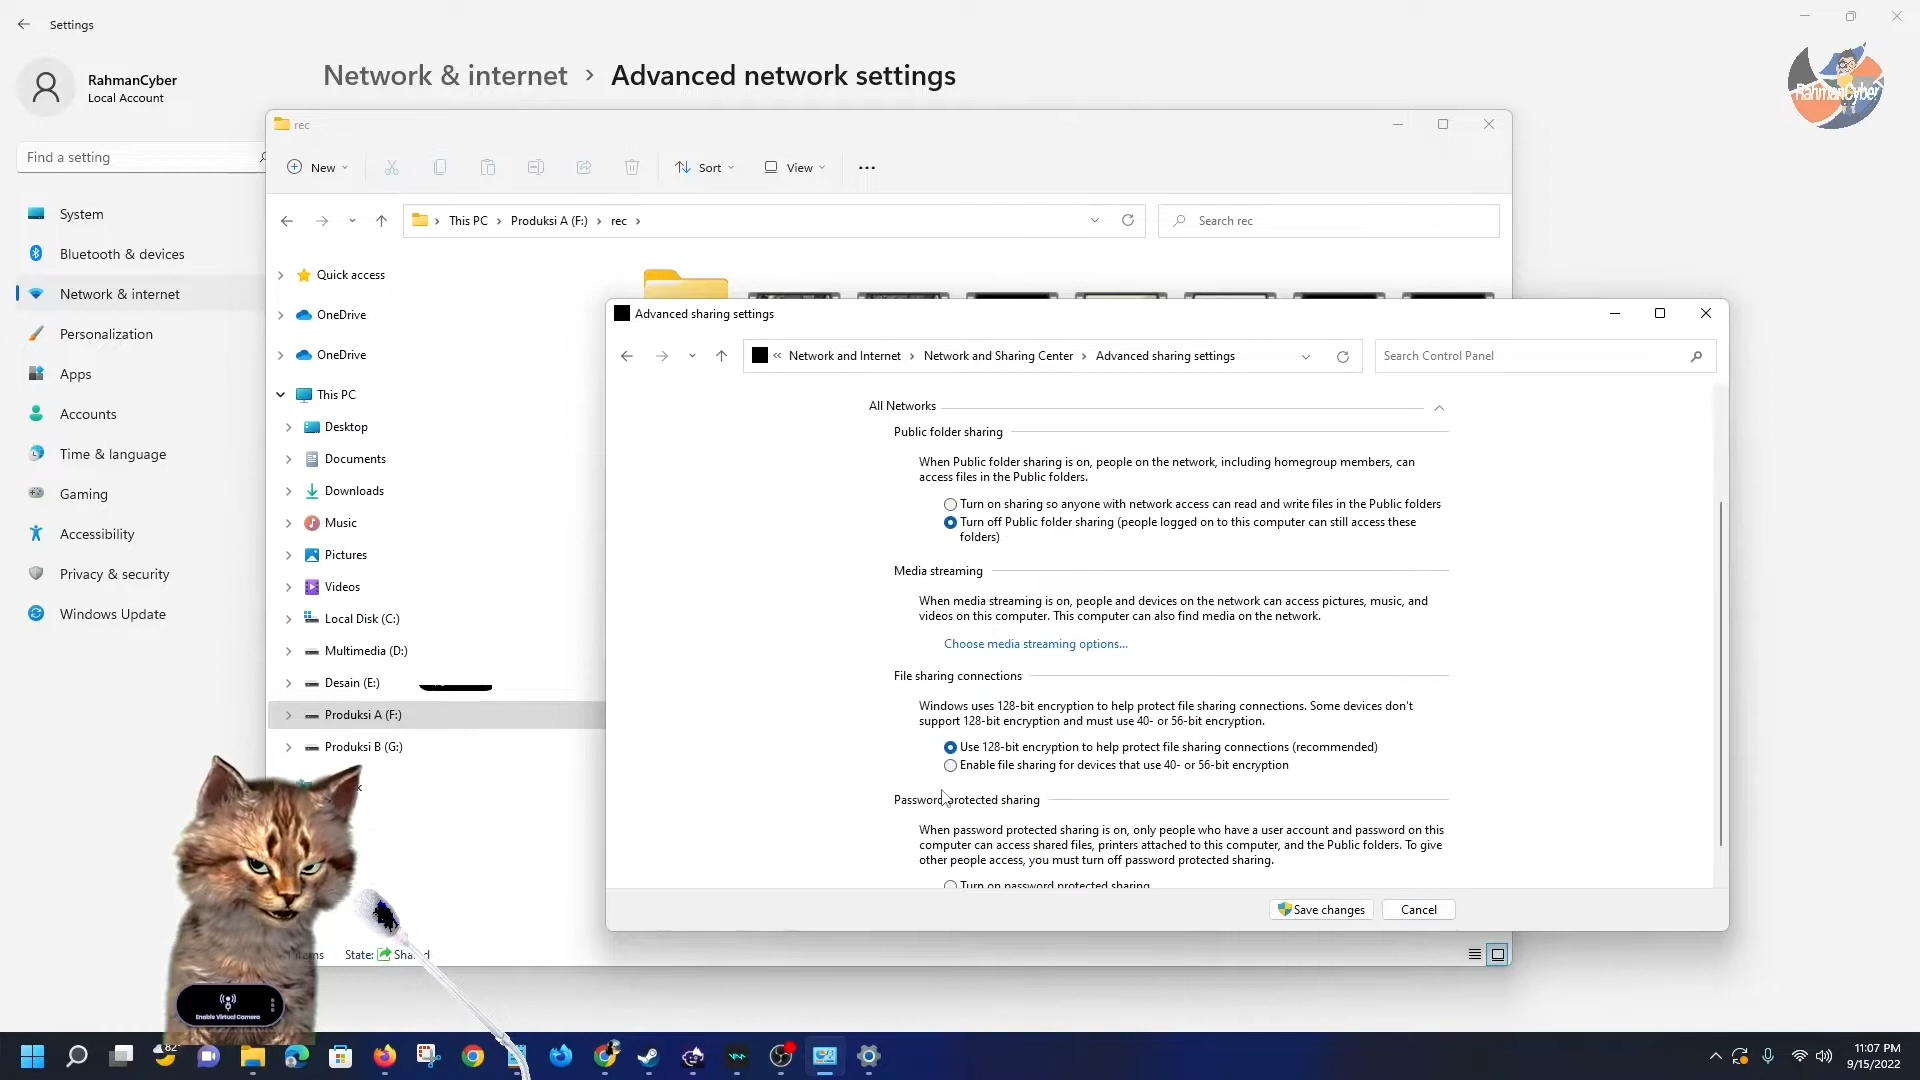 Settings
RahmanCyber
Local Account
Network & internet › Advanced network settings
RahmanCyber
Find a setting
System
Bluetooth & devices
Network & internet
Personalization
Apps
Accounts
Time & language
Gaming
Accessibility
Privacy & security
Windows Update
rec
New
Sort
View
This PC › Produksi A (F:) › rec ›
Search rec
Quick access
OneDrive
OneDrive
This PC
Desktop
Documents
Downloads
Music
Pictures
Videos
Local Disk (C:)
Multimedia (D:)
Desain (E:)
Produksi A (F:)
Produksi B (G:)
State:
Advanced sharing settings
« Network and Internet › Network and Sharing Center › Advanced sharing settings
Search Control Panel
All Networks
Public folder sharing
When Public folder sharing is on, people on the network, including homegroup members, can
access files in the Public folders.
Turn on sharing so anyone with network access can read and write files in the Public folders
Turn off Public folder sharing (people logged on to this computer can still access these
folders)
Media streaming
When media streaming is on, people and devices on the network can access pictures, music, and
videos on this computer. This computer can also find media on the network.
Choose media streaming options...
File sharing connections
Windows uses 128-bit encryption to help protect file sharing connections. Some devices don't
support 128-bit encryption and must use 40- or 56-bit encryption.
Use 128-bit encryption to help protect file sharing connections (recommended)
Enable file sharing for devices that use 40- or 56-bit encryption
Password protected sharing
When password protected sharing is on, only people who have a user account and password on this
computer can access shared files, printers attached to this computer, and the Public folders. To give
other people access, you must turn off password protected sharing.
Turn on password protected sharing
Save changes
Cancel
Enable Virtual Camera
82°
11:07 PM
9/15/2022